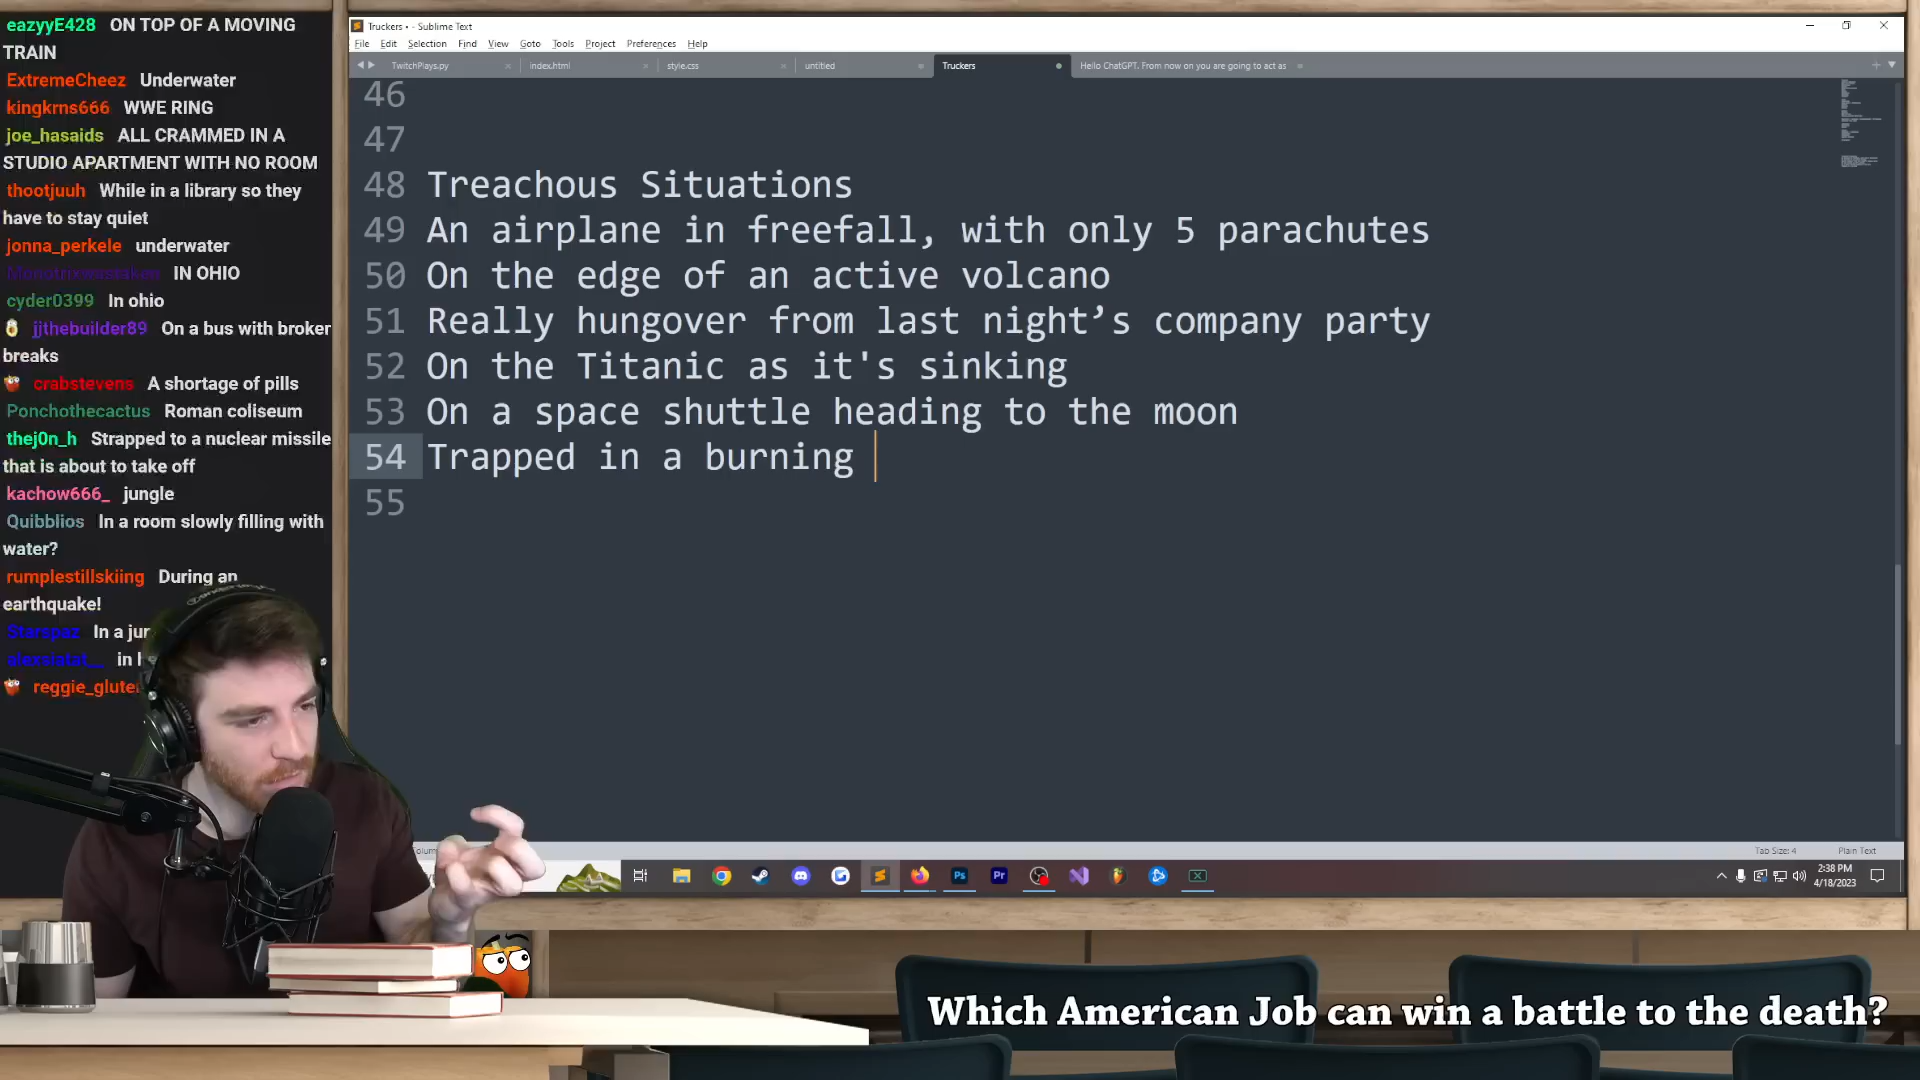 eazyyE428 ON TOP OF A MOVING
TRAIN
ExtremeCheez Underwater
kingkrns666 WWE RING
joe_hasaids ALL CRAMMED IN A
STUDIO APARTMENT WITH NO ROOM
thootjuuh While in a library so they
have to stay quiet
jonna_perkele underwater
IN OHIO
cyder0399 In ohio
jjthebuilder89 On a bus with broken
breaks
crabstevens A shortage of pills
Ponchothecactus Roman coliseum
thej0n_h Strapped to a nuclear missile
that is about to take off
kachow666_ jungle
Quibblios In a room slowly filling with
water?
rumplestillskiing During an
earthquake!
Starspaz In a jun
alexsiatat__ in h
reggie_glute
Truckers • - Sublime Text
File Edit Selection Find View Goto Tools Project Preferences Help
TwitchPlays.py index.html style.css untitled Truckers Hello ChatGPT. From now on you are going to act as
46
47
48 Treachous Situations
49 An airplane in freefall, with only 5 parachutes
50 On the edge of an active volcano
51 Really hungover from last night’s company party
52 On the Titanic as it's sinking
53 On a space shuttle heading to the moon
54 Trapped in a burning
55
Tab Size: 4 Plain Text
2:38 PM
4/18/2023
Which American Job can win a battle to the death?